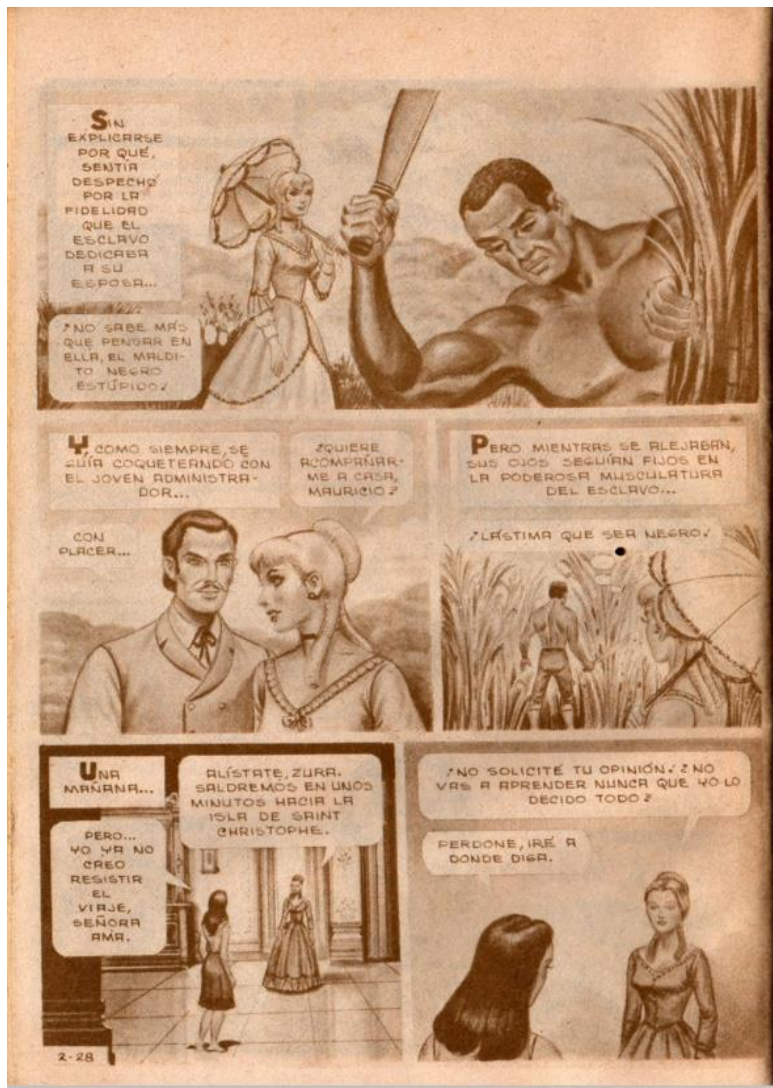 SIN
EXPLICARSE
POR QUÉ,
SENTÍA
DESPECHO
POR LA
FIDELIDAD
QUE EL
ESCLAVO
DEDICABA
A SU
ESPOSA...
¡NO SABE MÁS
QUE PENSAR EN
ELLA, EL MALDI-
TO NEGRO
ESTÚPIDO!
Y, COMO SIEMPRE, SE
GUÍA COQUETEANDO CON
EL JOVEN ADMINISTRA-
DOR...
¿QUIERE
ACOMPAÑAR-
ME A CASA,
MAURICIO?
CON
PLACER...
PERO MIENTRAS SE ALEJABAN,
SUS OJOS SEGUÍAN FIJOS EN
LA PODEROSA MUSCULATURA
DEL ESCLAVO...
¡LÁSTIMA QUE SEA NEGRO!
UNA
MAÑANA...
ALÍSTATE, ZURA.
SALDREMOS EN UNOS
MINUTOS HACIA LA
ISLA DE SAINT
CHRISTOPHE.
PERO...
YO YA NO
CREO
RESISTIR
EL
VIAJE,
SEÑORA
AMA.
¡NO SOLICITÉ TU OPINIÓN! ¿NO
VAS A APRENDER NUNCA QUE YO LO
DECIDO TODO?
PERDONE, IRÉ A
DONDE DIGA.
2-28